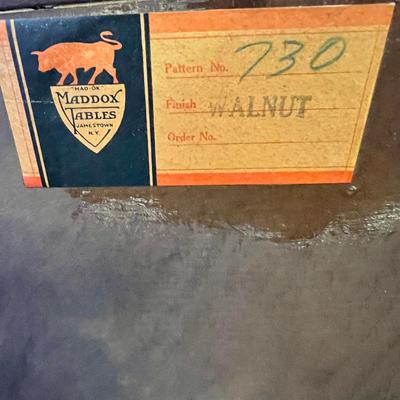 "MAD-OX"
MADDOX
TABLES
JAMESTOWN
N.Y.
Pattern No. 730
Finish WALNUT
Order No.